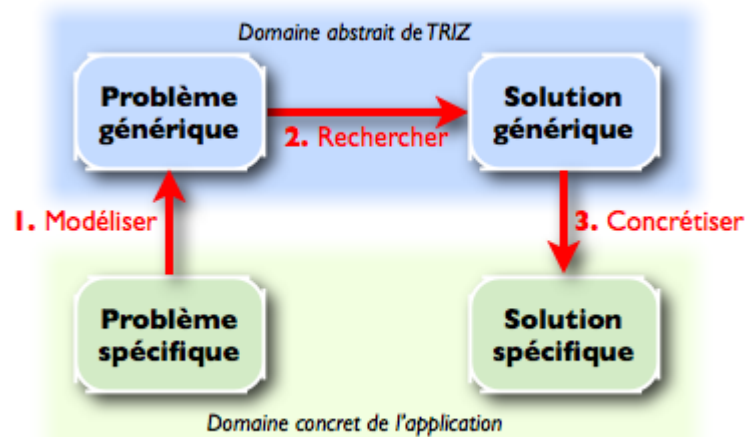 Domaine abstrait de TRIZ
Problème
générique
Solution
générique
2. Rechercher
1. Modéliser
3. Concrétiser
Problème
spécifique
Solution
spécifique
Domaine concret de l'application